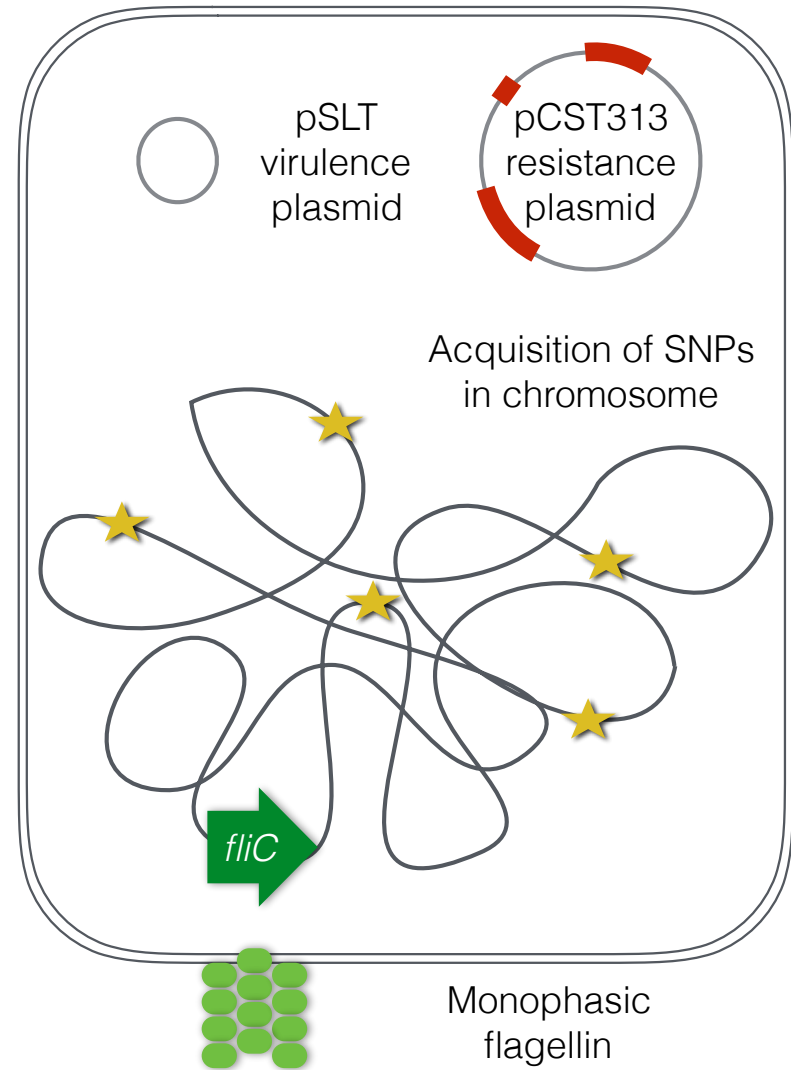 pSLT
virulence
plasmid
pCST313
resistance
plasmid
Acquisition of SNPs
in chromosome
fliC
Monophasic
flagellin